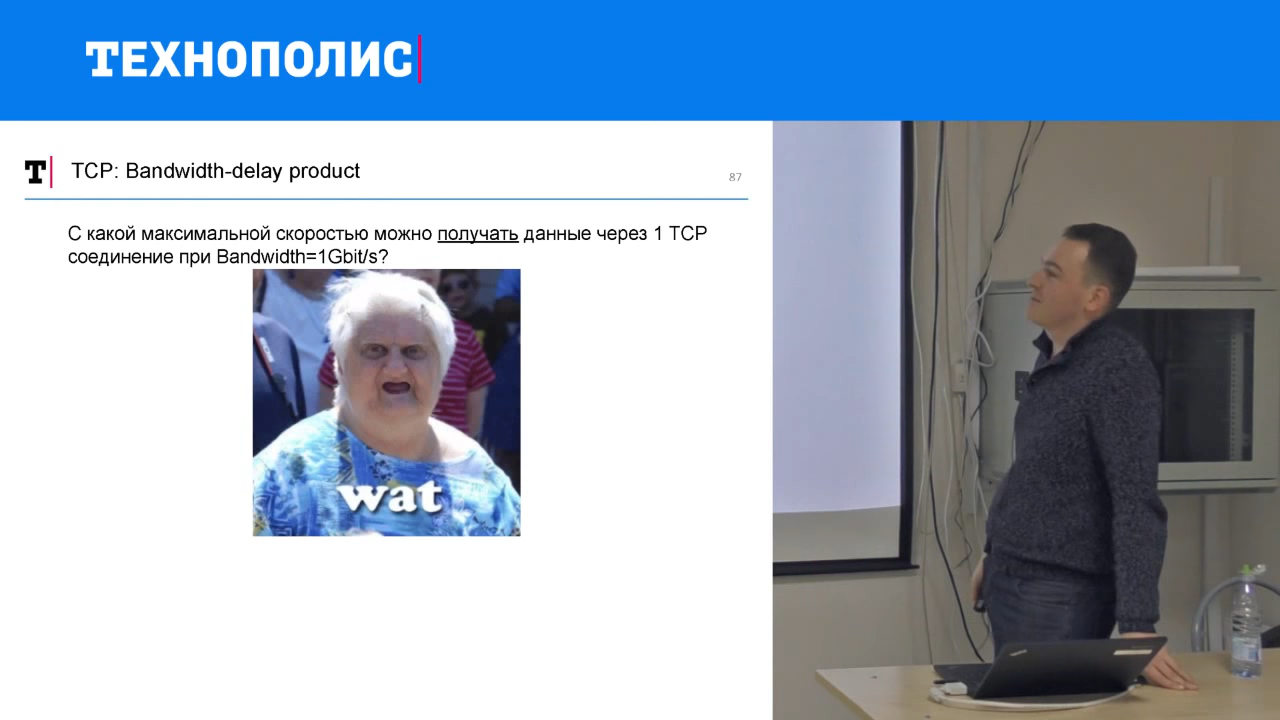 ТЕХНОПОЛИС
Т
TCP: Bandwidth-delay product
87
С какой максимальной скоростью можно получать данные через 1 TCP
соединение при Bandwidth=1Gbit/s?
wat